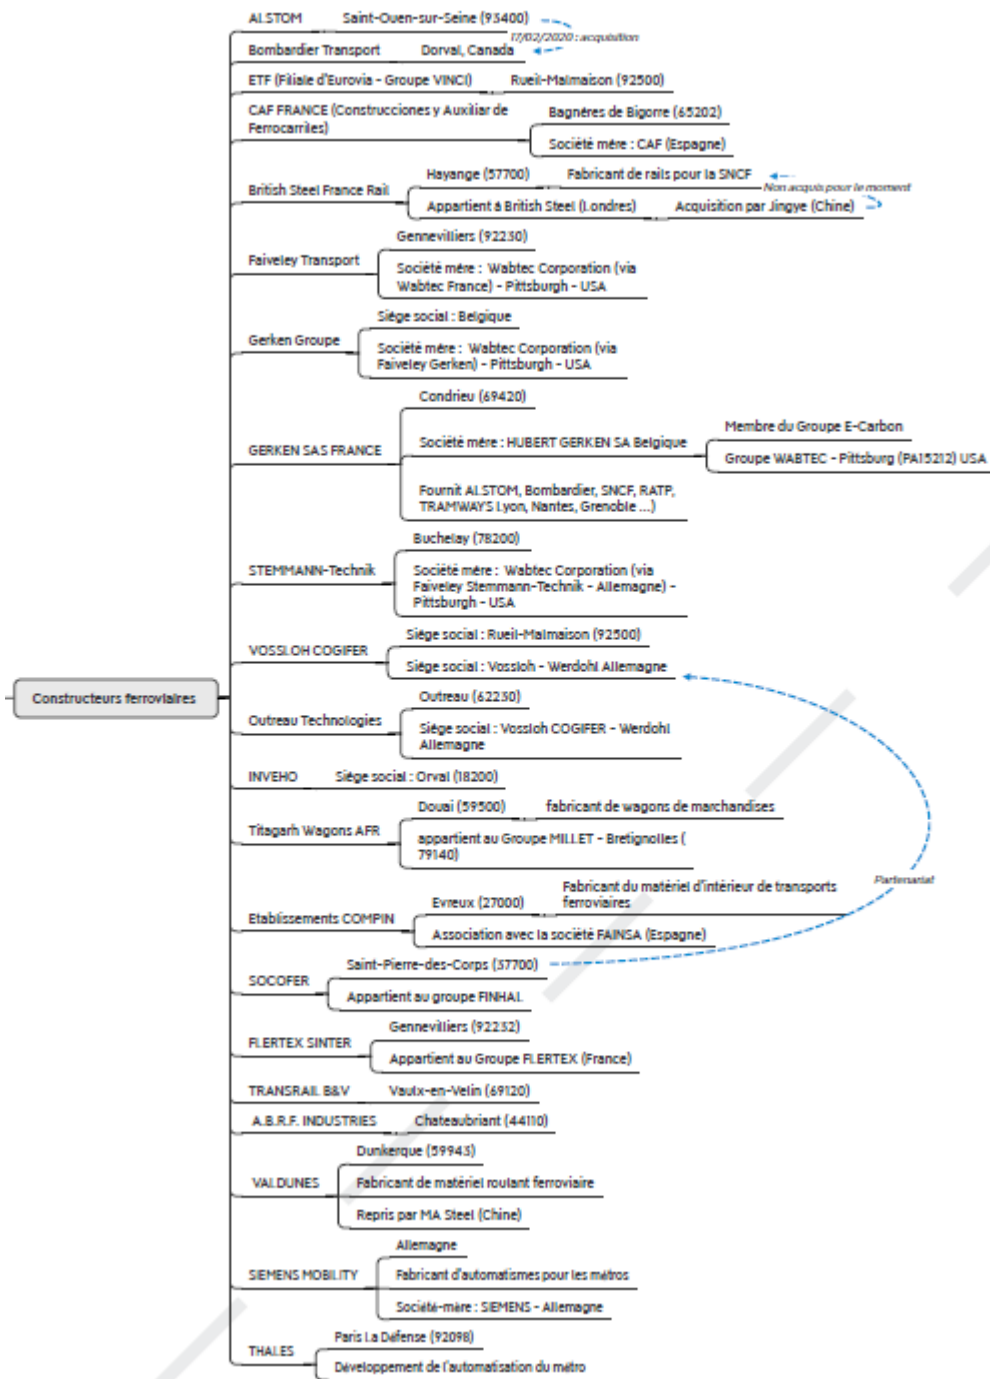 ALSTOM Saint-Ouen-sur-Seine (93400)
17/02/2020 : acquisition
Bombardier Transport Dorval, Canada
ETF (Filiale d'Eurovia - Groupe VINCI) Rueil-Malmaison (92500)
CAF FRANCE (Construcciones y Auxiliar de
Ferrocarriles)
Bagnères de Bigorre (65202)
Société mère : CAF (Espagne)
British Steel France Rail
Hayange (57700) Fabricant de rails pour la SNCF
Non acquis pour le moment
Appartient à British Steel (Londres) Acquisition par Jingye (Chine)
Faiveley Transport
Gennevilliers (92230)
Société mère : Wabtec Corporation (via
Wabtec France) - Pittsburgh - USA
Gerken Groupe
Siège social : Belgique
Société mère : Wabtec Corporation (via
Faiveley Gerken) - Pittsburgh - USA
GERKEN SAS FRANCE
Condrieu (69420)
Société mère : HUBERT GERKEN SA Belgique
Membre du Groupe E-Carbon
Groupe WABTEC - Pittsburg (PA15212) USA
Fournit ALSTOM, Bombardier, SNCF, RATP,
TRAMWAYS Lyon, Nantes, Grenoble ...)
STEMMANN-Technik
Buchelay (78200)
Société mère : Wabtec Corporation (via
Faiveley Stemmann-Technik - Allemagne) -
Pittsburgh - USA
VOSSLOH COGIFER
Siège social : Rueil-Malmaison (92500)
Siège social : Vossloh - Werdohl Allemagne
Constructeurs ferroviaires
Outreau Technologies
Outreau (62230)
Siège social : Vossloh COGIFER - Werdohl
Allemagne
INVEHO Siège social : Orval (18200)
Titagarh Wagons AFR
Douai (59500) fabricant de wagons de marchandises
appartient au Groupe MILLET - Bretignolles (
79140)
Partenariat
Etablissements COMPIN
Evreux (27000)
Fabricant du matériel d'intérieur de transports
ferroviaires
Association avec la société FAINSA (Espagne)
SOCOFER
Saint-Pierre-des-Corps (37700)
Appartient au groupe FINHAL
FLERTEX SINTER
Gennevilliers (92232)
Appartient au Groupe FLERTEX (France)
TRANSRAIL B&V Vaulx-en-Velin (69120)
A.B.R.F. INDUSTRIES Chateaubriant (44110)
VALDUNES
Dunkerque (59943)
Fabricant de matériel roulant ferroviaire
Repris par MA Steel (Chine)
SIEMENS MOBILITY
Allemagne
Fabricant d'automatismes pour les métros
Société-mère : SIEMENS - Allemagne
THALES
Paris La Défense (92098)
Développement de l'automatisation du métro